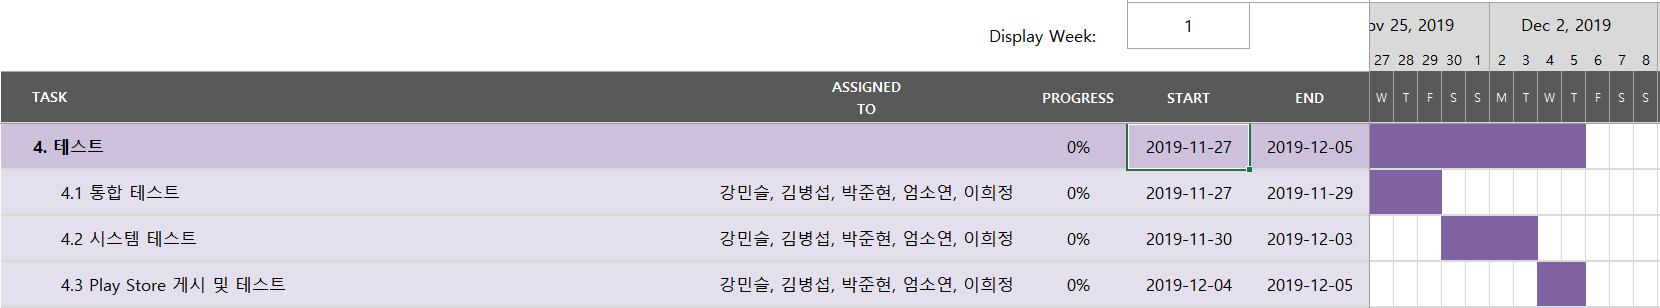 Display Week: 1
ov 25, 2019 Dec 2, 2019
27 28 29 30 1 2 3 4 5 6 7 8
TASK ASSIGNED TO PROGRESS START END W T F S S M T W T F S S
4. 테스트 0% 2019-11-27 2019-12-05
4.1 통합 테스트 강민슬, 김병섭, 박준현, 엄소연, 이희정 0% 2019-11-27 2019-11-29
4.2 시스템 테스트 강민슬, 김병섭, 박준현, 엄소연, 이희정 0% 2019-11-30 2019-12-03
4.3 Play Store 게시 및 테스트 강민슬, 김병섭, 박준현, 엄소연, 이희정 0% 2019-12-04 2019-12-05